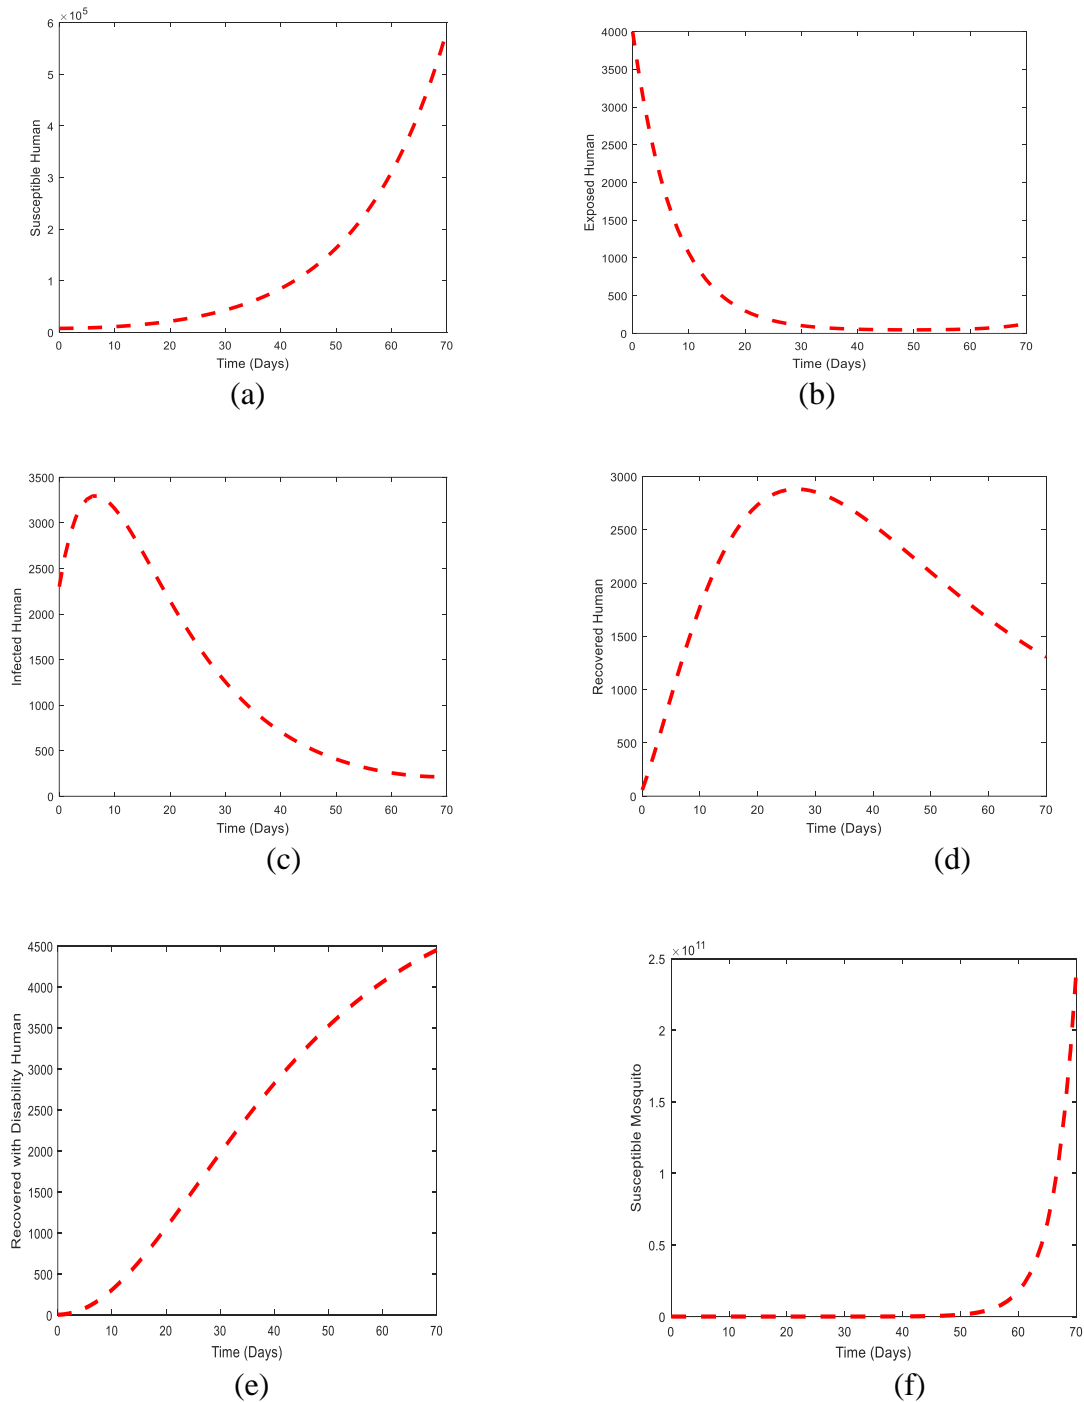 × 10^5
6
5
4
3
2
1
0
Susceptible Human
0 10 20 30 40 50 60 70
Time (Days)
(a)
4000
3500
3000
2500
2000
1500
1000
500
0
Exposed Human
0 10 20 30 40 50 60 70
Time (Days)
(b)
3500
3000
2500
2000
1500
1000
500
0
Infected Human
0 10 20 30 40 50 60 70
Time (Days)
(c)
3000
2500
2000
1500
1000
500
0
Recovered Human
0 10 20 30 40 50 60 70
Time (Days)
(d)
4500
4000
3500
3000
2500
2000
1500
1000
500
0
Recovered with Disability Human
0 10 20 30 40 50 60 70
Time (Days)
(e)
× 10^11
2.5
2
1.5
1
0.5
0
Susceptible Mosquito
0 10 20 30 40 50 60 70
Time (Days)
(f)